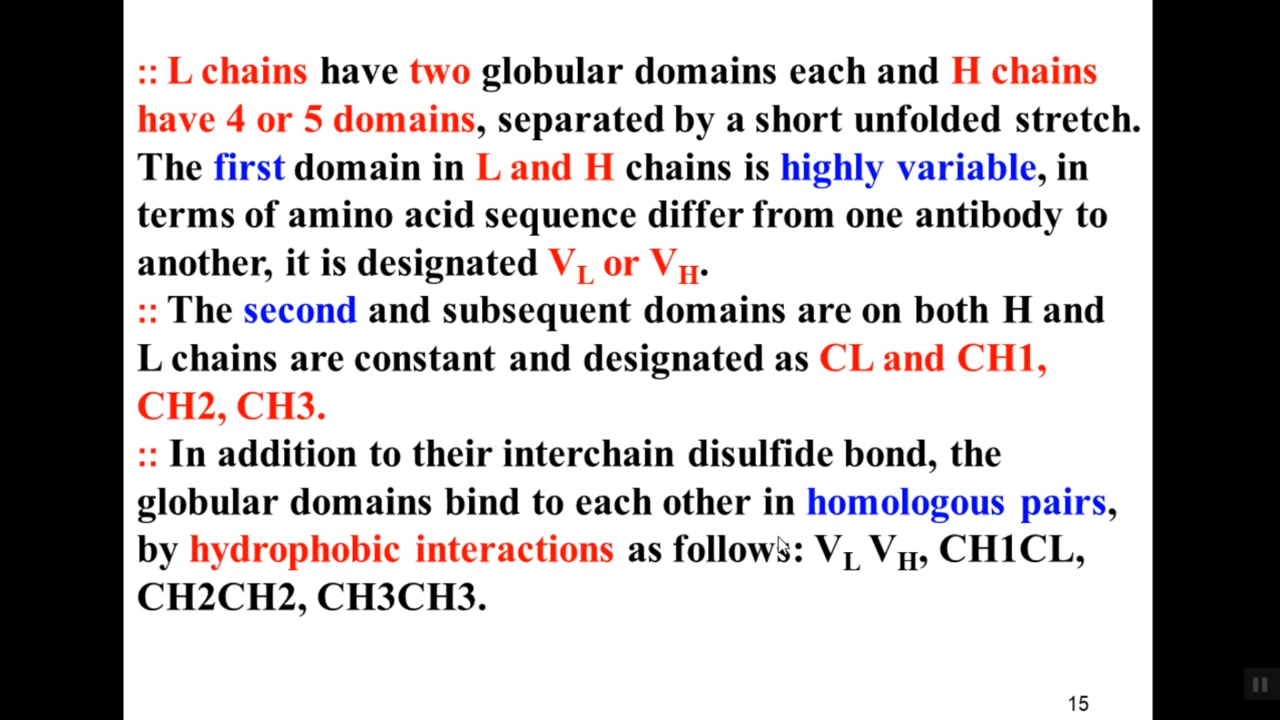 :: L chains have two globular domains each and H chains
have 4 or 5 domains, separated by a short unfolded stretch.
The first domain in L and H chains is highly variable, in
terms of amino acid sequence differ from one antibody to
another, it is designated VL or VH.
:: The second and subsequent domains are on both H and
L chains are constant and designated as CL and CH1,
CH2, CH3.
:: In addition to their interchain disulfide bond, the
globular domains bind to each other in homologous pairs,
by hydrophobic interactions as follows: VL VH, CH1CL,
CH2CH2, CH3CH3.
15